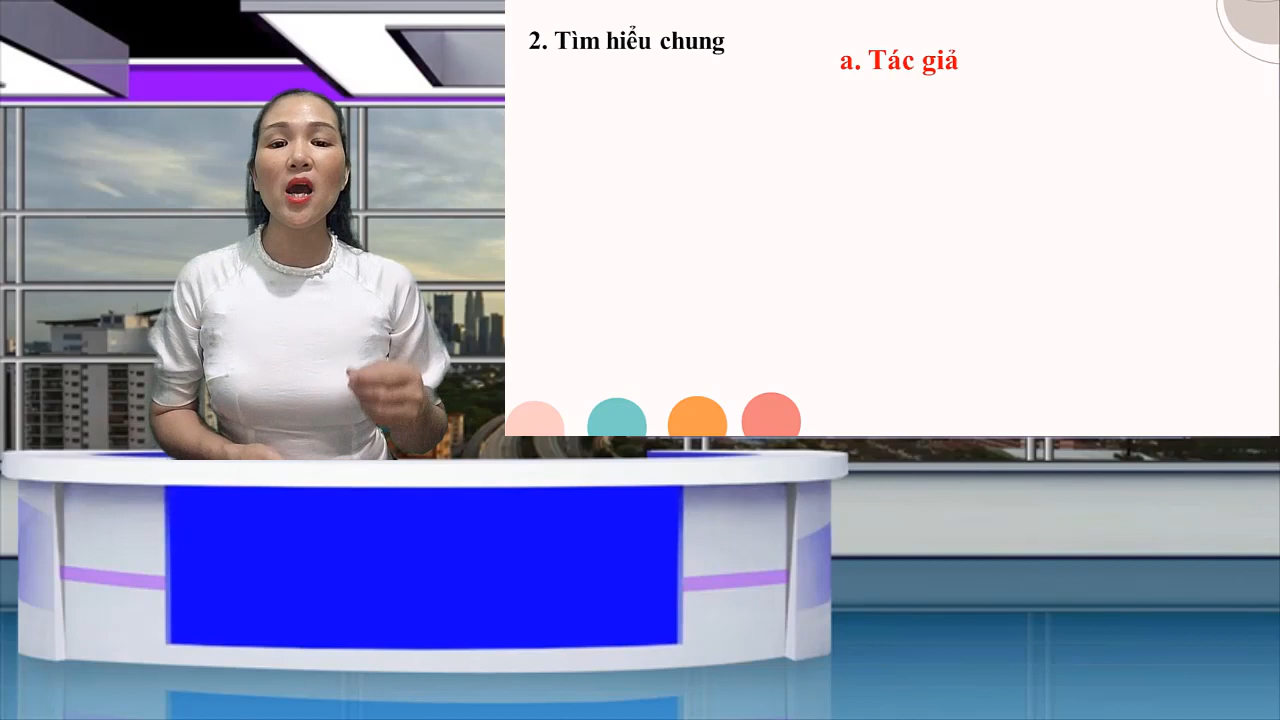 2. Tìm hiểu chung
a. Tác giả